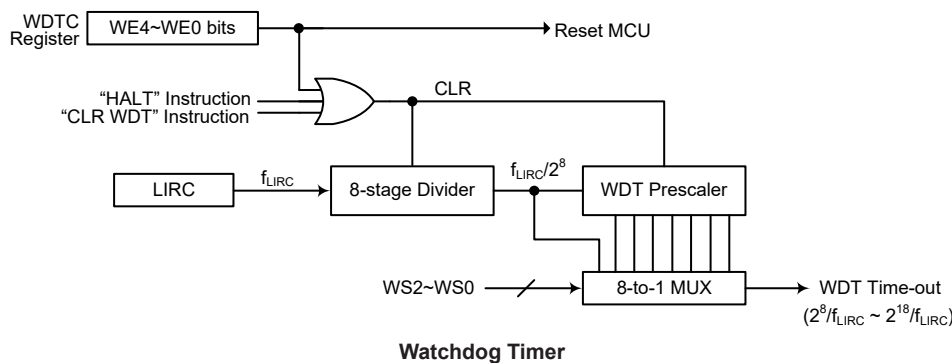 WDTC
Register
WE4~WE0 bits
Reset MCU
CLR
“HALT” Instruction
“CLR WDT” Instruction
LIRC
fLIRC
8-stage Divider
fLIRC/2⁸
WDT Prescaler
WS2~WS0
8-to-1 MUX
WDT Time-out
(2⁸/fLIRC ~ 2¹⁸/fLIRC)
Watchdog Timer